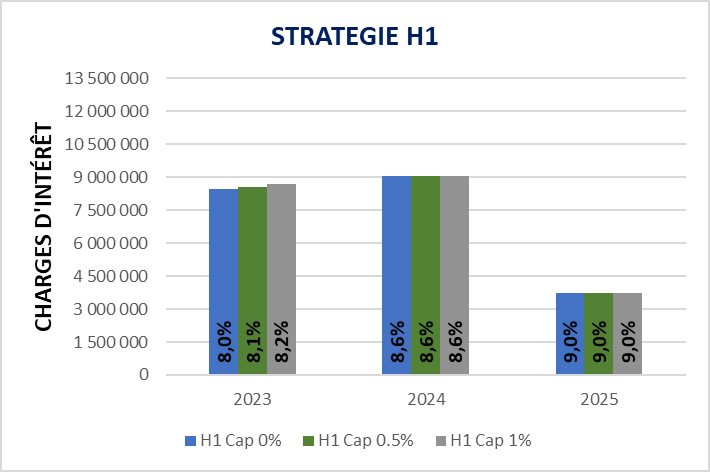 STRATEGIE H1
CHARGES D'INTÉRÊT
13 500 000
12 000 000
10 500 000
9 000 000
7 500 000
6 000 000
4 500 000
3 000 000
1 500 000
0
8,0%
8,1%
8,2%
8,6%
8,6%
8,6%
9,0%
9,0%
9,0%
2023
2024
2025
H1 Cap 0%
H1 Cap 0.5%
H1 Cap 1%